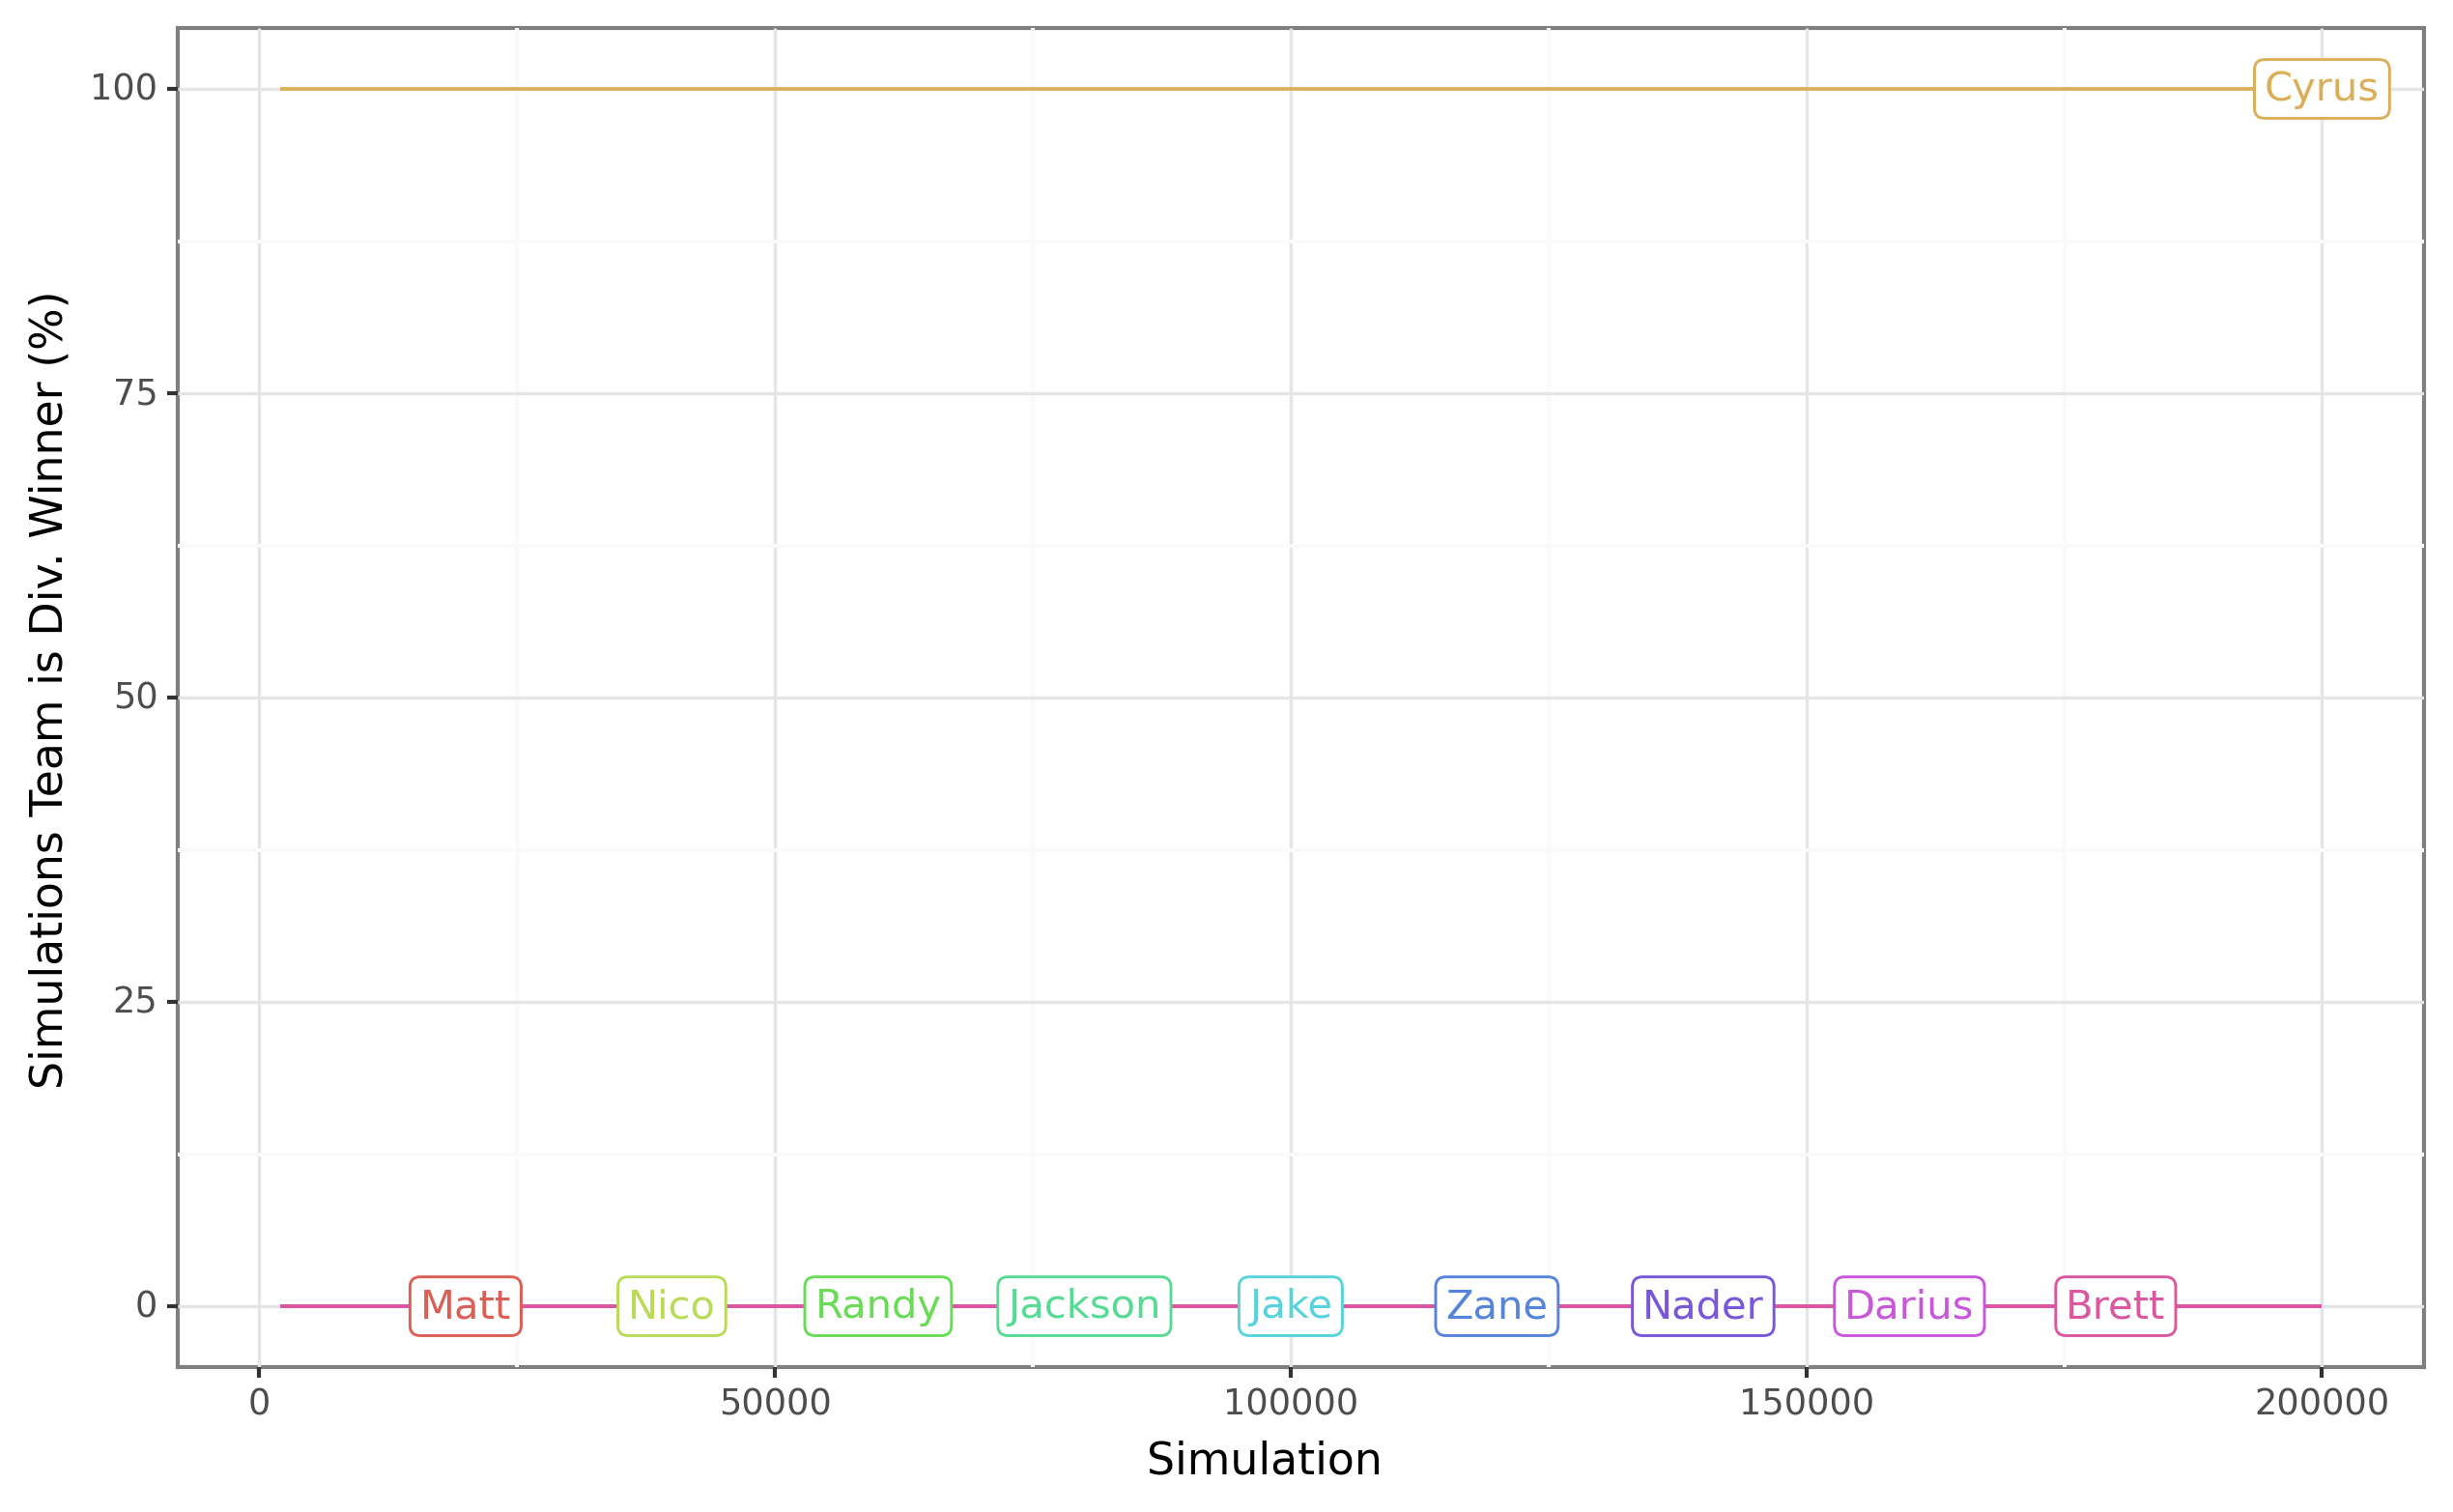 Simulations Team is Div. Winner (%)
100
75
50
25
0
Cyrus
Matt
Nico
Randy
Jackson
Jake
Zane
Nader
Darius
Brett
0
50000
100000
150000
200000
Simulation